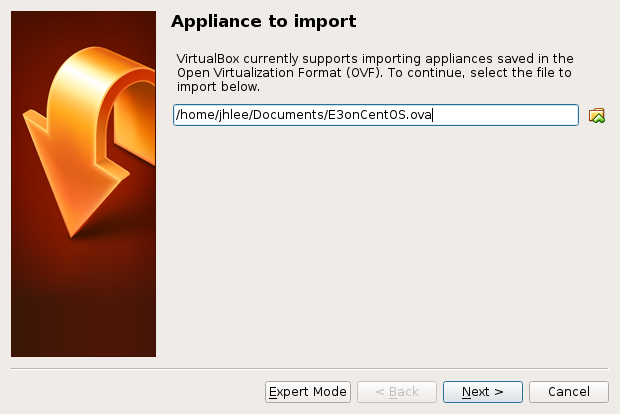 Appliance to import
VirtualBox currently supports importing appliances saved in the
Open Virtualization Format (OVF). To continue, select the file to
import below.
/home/jhlee/Documents/E3onCentOS.ova
Expert Mode
< Back
Next >
Cancel